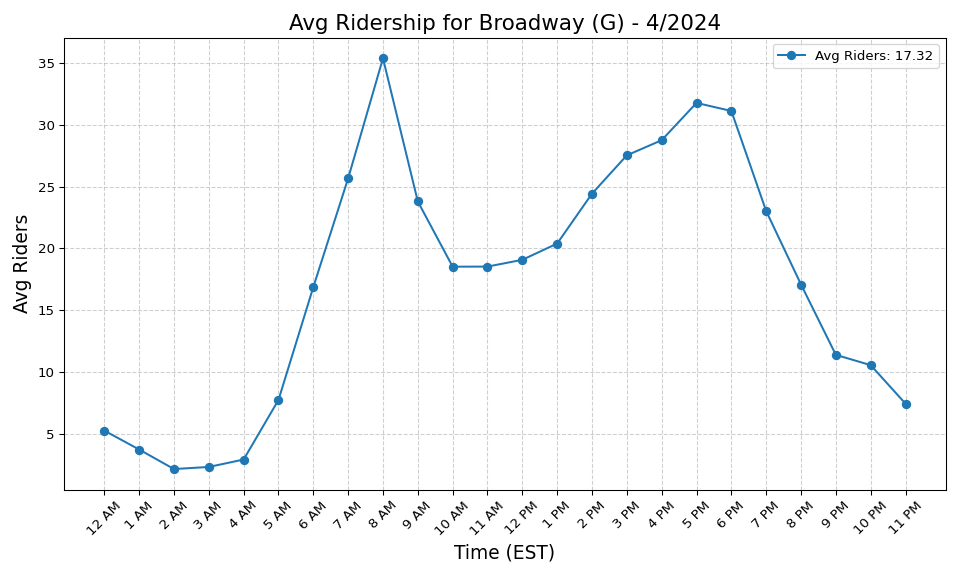 Avg Ridership for Broadway (G) - 4/2024
Avg Riders: 17.32
Avg Riders
35
30
25
20
15
10
5
12 AM 1 AM 2 AM 3 AM 4 AM 5 AM 6 AM 7 AM 8 AM 9 AM 10 AM 11 AM 12 PM 1 PM 2 PM 3 PM 4 PM 5 PM 6 PM 7 PM 8 PM 9 PM 10 PM 11 PM
Time (EST)